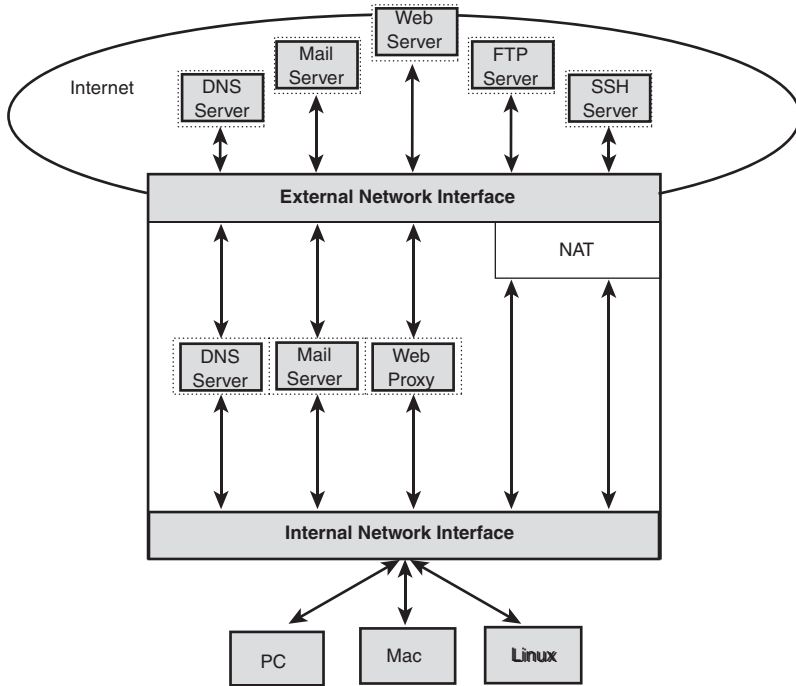 Web
Server
Mail
Server
FTP
Server
Internet
DNS
Server
SSH
Server
External Network Interface
NAT
DNS
Server
Mail
Server
Web
Proxy
Internal Network Interface
PC
Mac
Linux